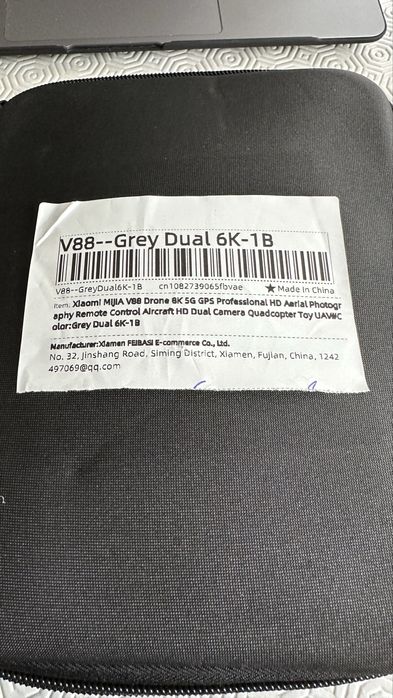 V88--Grey Dual 6K-1B
V88--GreyDual6K-1B cn1082739065fbvae ★Made in China
Item: Xiaomi MIJIA V88 Drone 8K 5G GPS Professional HD Aerial Photogr
aphy Remote Control Aircraft HD Dual Camera Quadcopter Toy UAV#C
olor:Grey Dual 6K-1B
Manufacturer:Xiamen FEIBASI E-commerce Co., Ltd.
No. 32, Jinshang Road, Siming District, Xiamen, Fujian, China, 1242
497069@qq.com